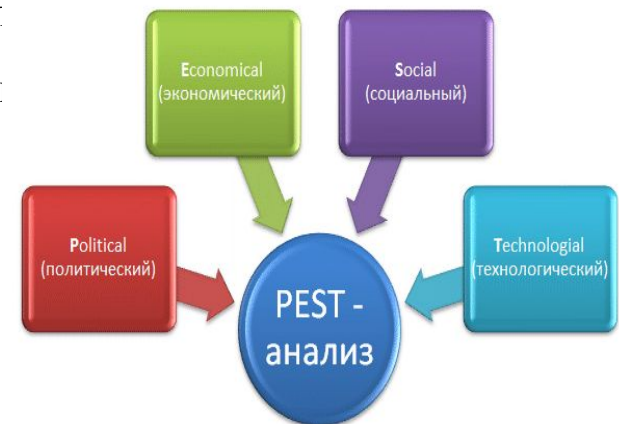 Political
(политический)
Economical
(экономический)
Social
(социальный)
Technologial
(технологический)
PEST -
анализ